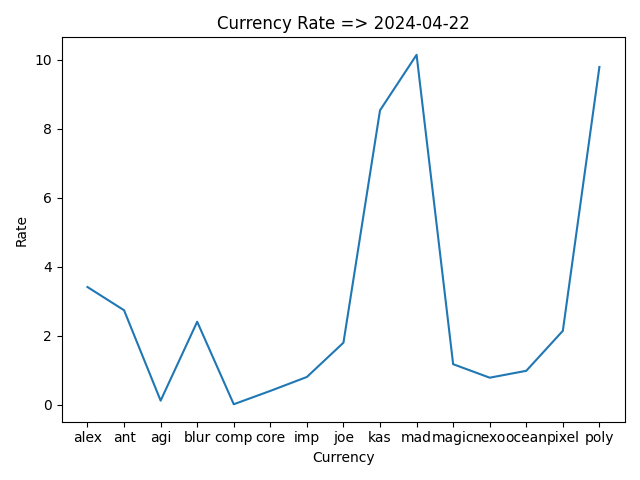 Currency Rate => 2024-04-22
10
8
6
4
2
0
Rate
alex ant agi blur comp core imp joe kas mad magic nexo ocean pixel poly
Currency